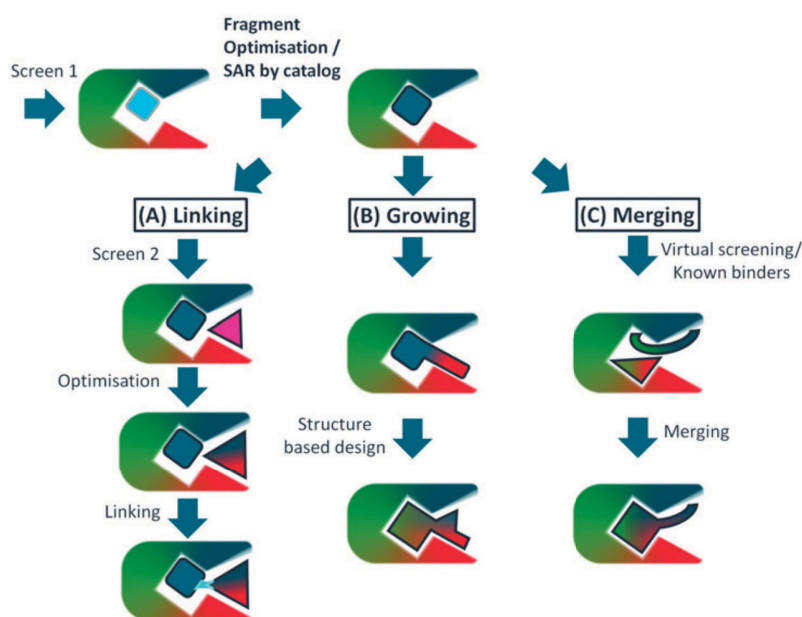 Fragment
Optimisation /
SAR by catalog
Screen 1
(A) Linking
(B) Growing
(C) Merging
Screen 2
Virtual screening/
Known binders
Optimisation
Structure
based design
Merging
Linking